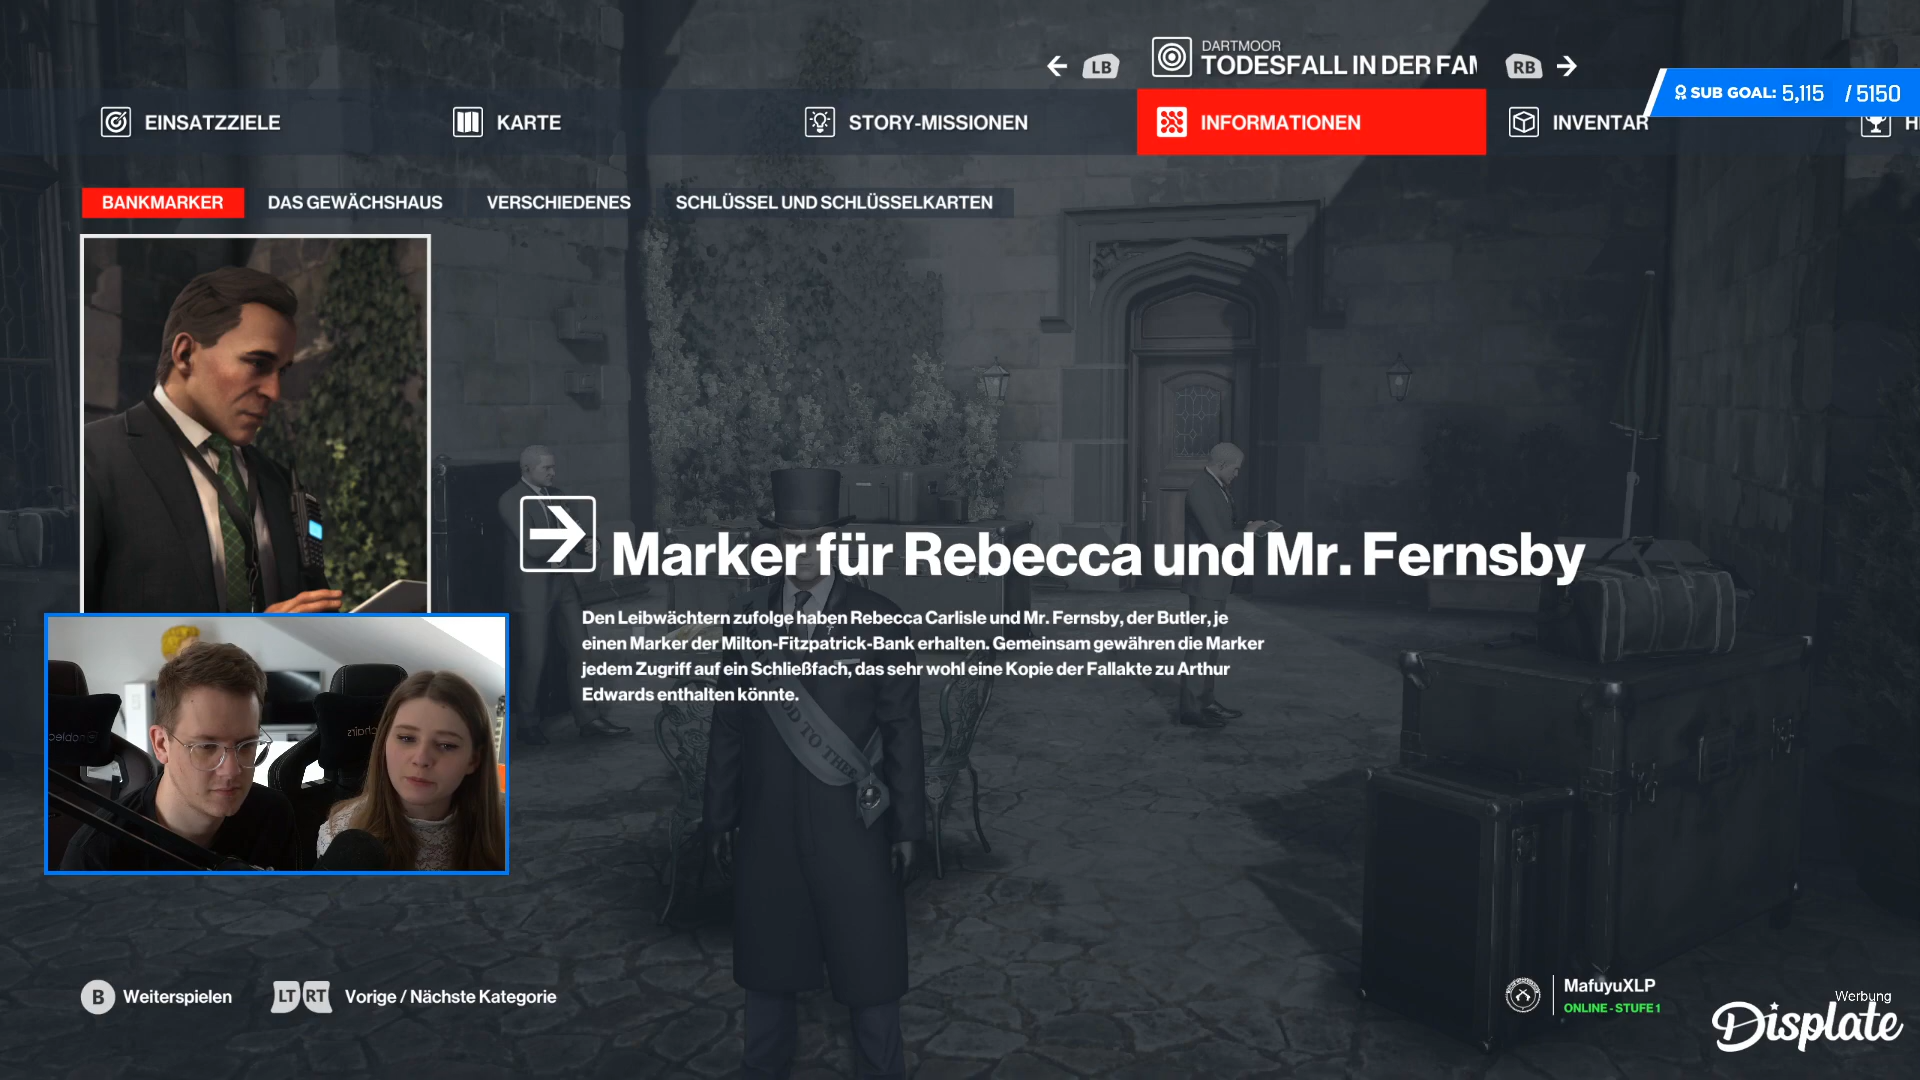 DARTMOOR
LB TODESFALL IN DER FAM RB
SUB GOAL: 5,115 / 5150
EINSATZZIELE KARTE STORY-MISSIONEN INFORMATIONEN INVENTAR
BANKMARKER DAS GEWÄCHSHAUS VERSCHIEDENES SCHLÜSSEL UND SCHLÜSSELKARTEN
Marker für Rebecca und Mr. Fernsby
Den Leibwächtern zufolge haben Rebecca Carlisle und Mr. Fernsby, der Butler, je
einen Marker der Milton-Fitzpatrick-Bank erhalten. Gemeinsam gewähren die Marker
jedem Zugriff auf ein Schließfach, das sehr wohl eine Kopie der Fallakte zu Arthur
Edwards enthalten könnte.
TO THEE
B Weiterspielen LT RT Vorige / Nächste Kategorie
MafuyuXLP
ONLINE - STUFE 1
Werbung
Displate